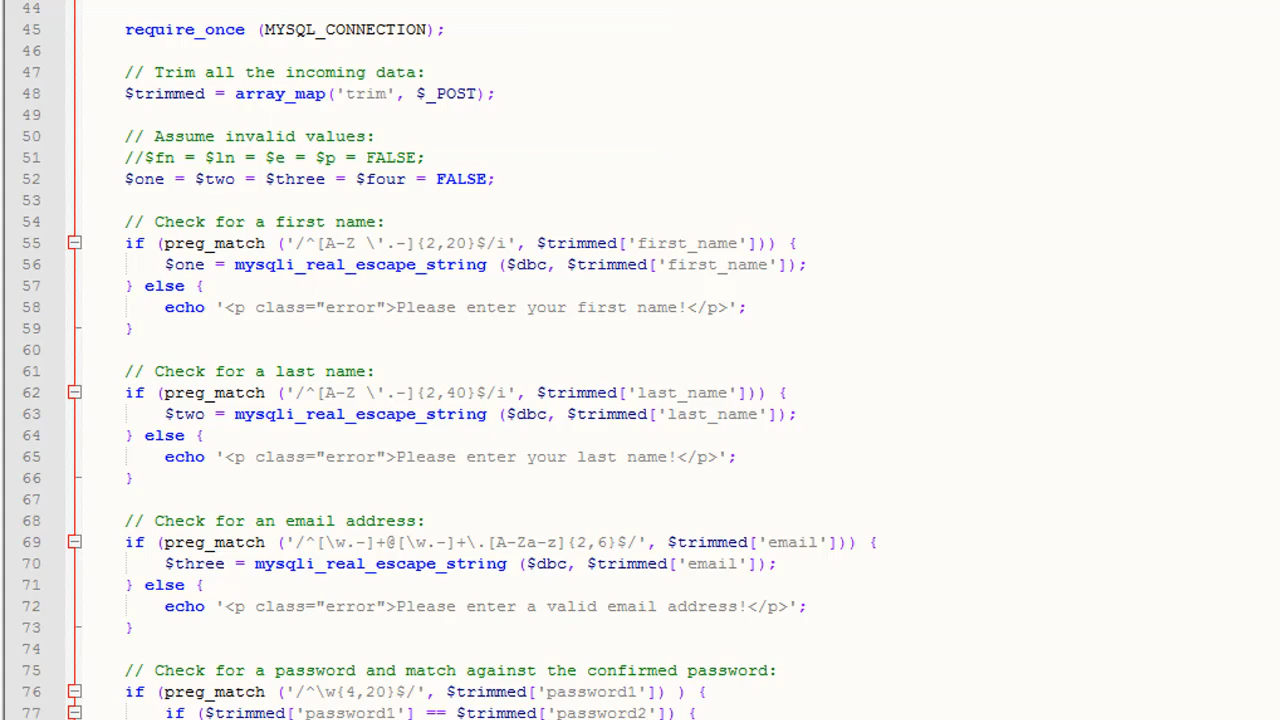 44
45 require_once (MYSQL_CONNECTION);
46
47 // Trim all the incoming data:
48 $trimmed = array_map('trim', $_POST);
49
50 // Assume invalid values:
51 //$fn = $ln = $e = $p = FALSE;
52 $one = $two = $three = $four = FALSE;
53
54 // Check for a first name:
55 if (preg_match ('/^[A-Z \'.-]{2,20}$/i', $trimmed['first_name'])) {
56 $one = mysqli_real_escape_string ($dbc, $trimmed['first_name']);
57 } else {
58 echo '<p class="error">Please enter your first name!</p>';
59 }
60
61 // Check for a last name:
62 if (preg_match ('/^[A-Z \'.-]{2,40}$/i', $trimmed['last_name'])) {
63 $two = mysqli_real_escape_string ($dbc, $trimmed['last_name']);
64 } else {
65 echo '<p class="error">Please enter your last name!</p>';
66 }
67
68 // Check for an email address:
69 if (preg_match ('/^[\w.-]+@[\w.-]+\.[A-Za-z]{2,6}$/', $trimmed['email'])) {
70 $three = mysqli_real_escape_string ($dbc, $trimmed['email']);
71 } else {
72 echo '<p class="error">Please enter a valid email address!</p>';
73 }
74
75 // Check for a password and match against the confirmed password:
76 if (preg_match ('/^\w{4,20}$/', $trimmed['password1']) ) {
77 if ($trimmed['password1'] == $trimmed['password2']) {